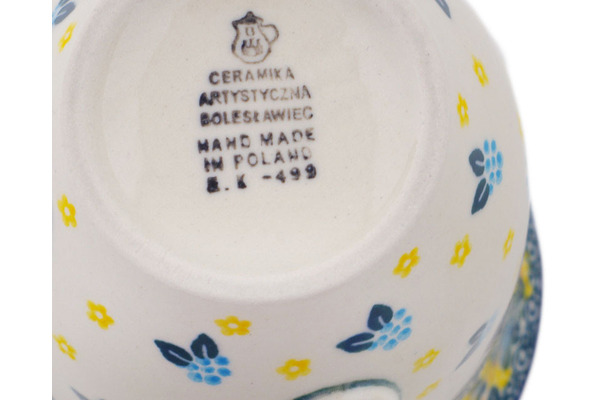 CERAMIKA
ARTYSTYCZNA
BOLESŁAWIEC
HAND MADE
IN POLAND
B.K -499